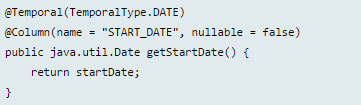 @Temporal(TemporalType.DATE)
@Column(name = "START_DATE", nullable = false)
public java.util.Date getStartDate() {
    return startDate;
}